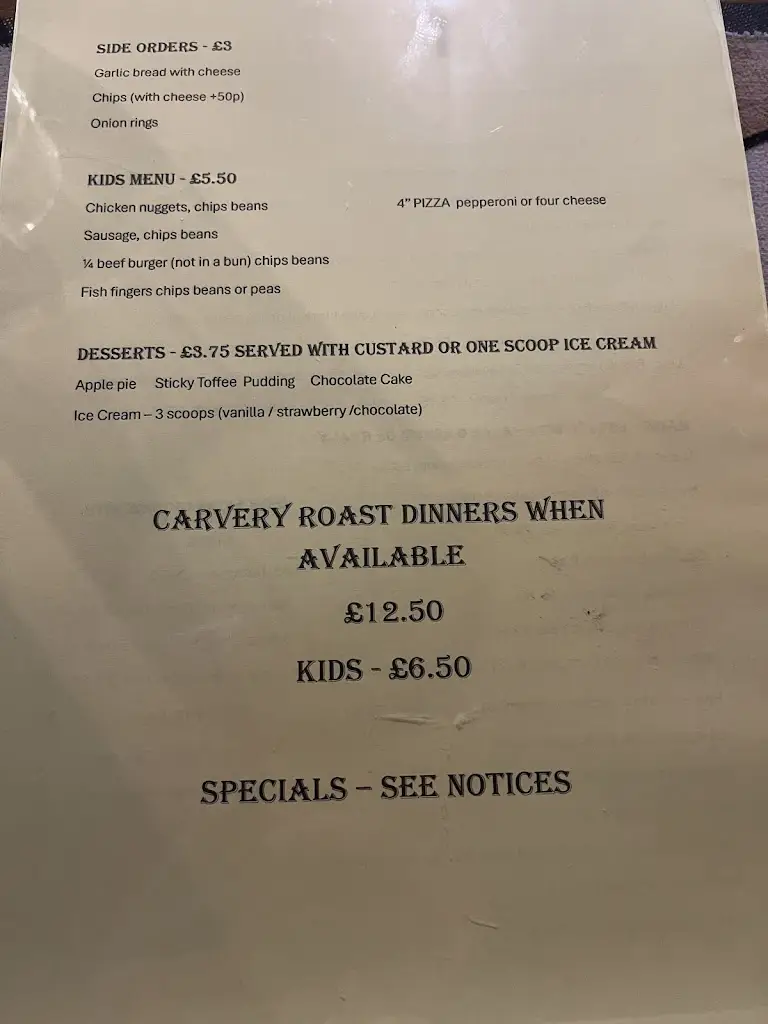 SIDE ORDERS - £3
Garlic bread with cheese
Chips (with cheese +50p)
Onion rings
KIDS MENU - £5.50
Chicken nuggets, chips beans
4” PIZZA pepperoni or four cheese
Sausage, chips beans
¼ beef burger (not in a bun) chips beans
Fish fingers chips beans or peas
DESSERTS - £3.75 SERVED WITH CUSTARD OR ONE SCOOP ICE CREAM
Apple pie Sticky Toffee Pudding Chocolate Cake
Ice Cream – 3 scoops (vanilla / strawberry /chocolate)
CARVERY ROAST DINNERS WHEN
AVAILABLE
£12.50
KIDS - £6.50
SPECIALS – SEE NOTICES